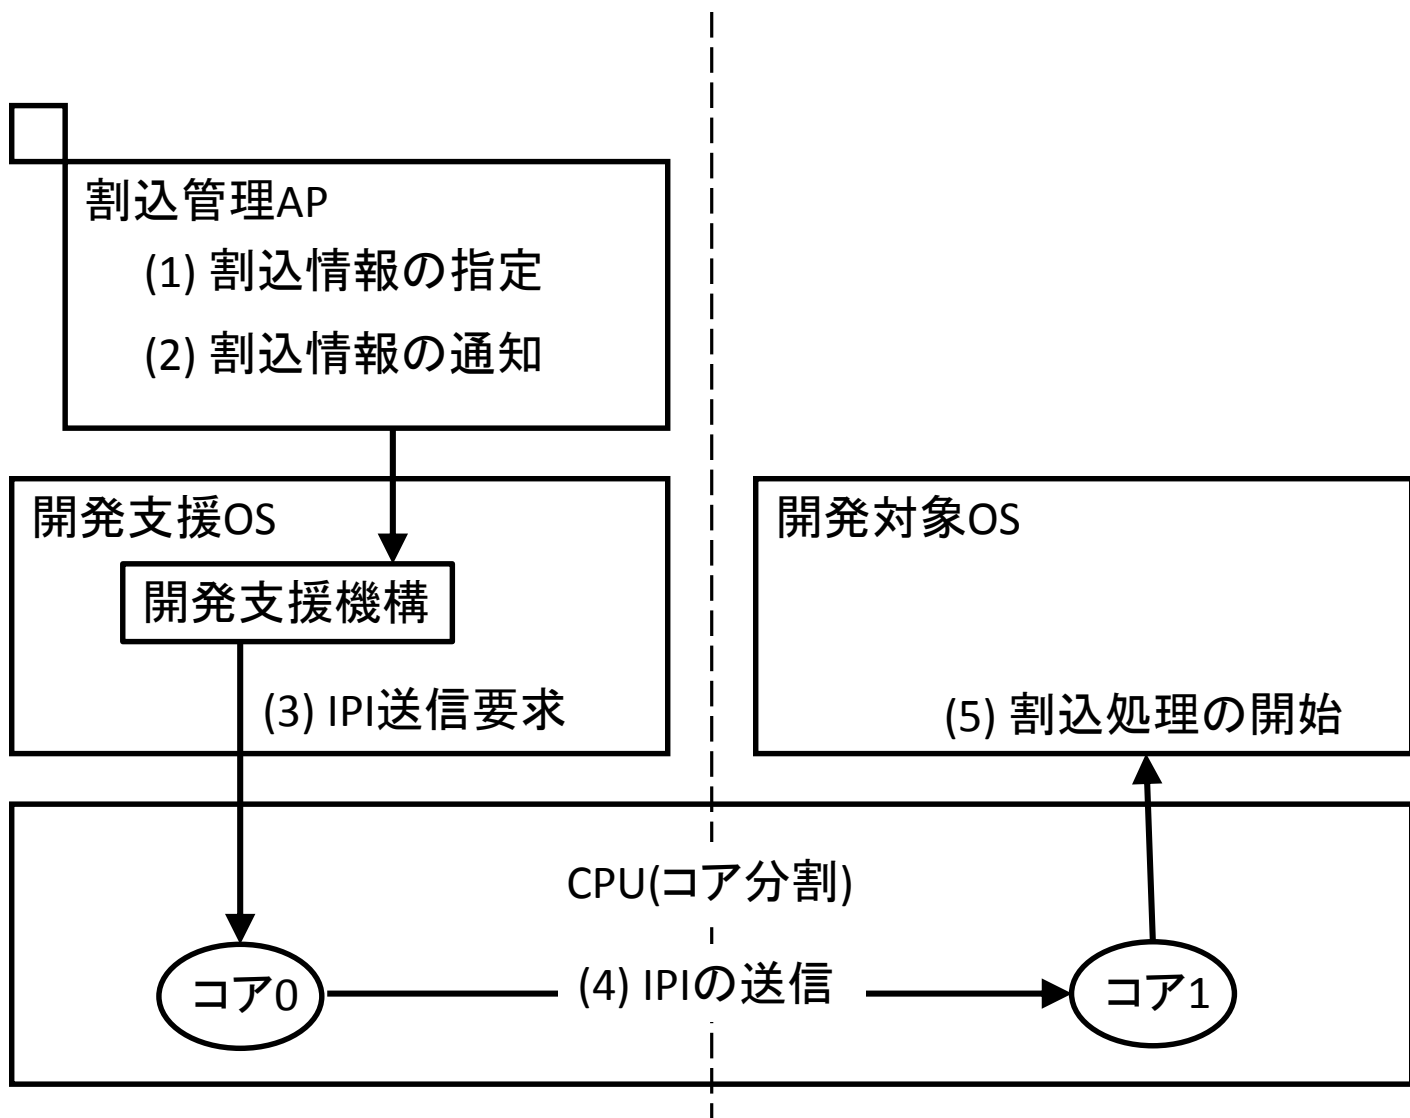 割込管理AP
(1) 割込情報の指定
(2) 割込情報の通知
開発支援OS
開発支援機構
(3) IPI送信要求
開発対象OS
(5) 割込処理の開始
CPU(コア分割)
コア0
(4) IPIの送信
コア1